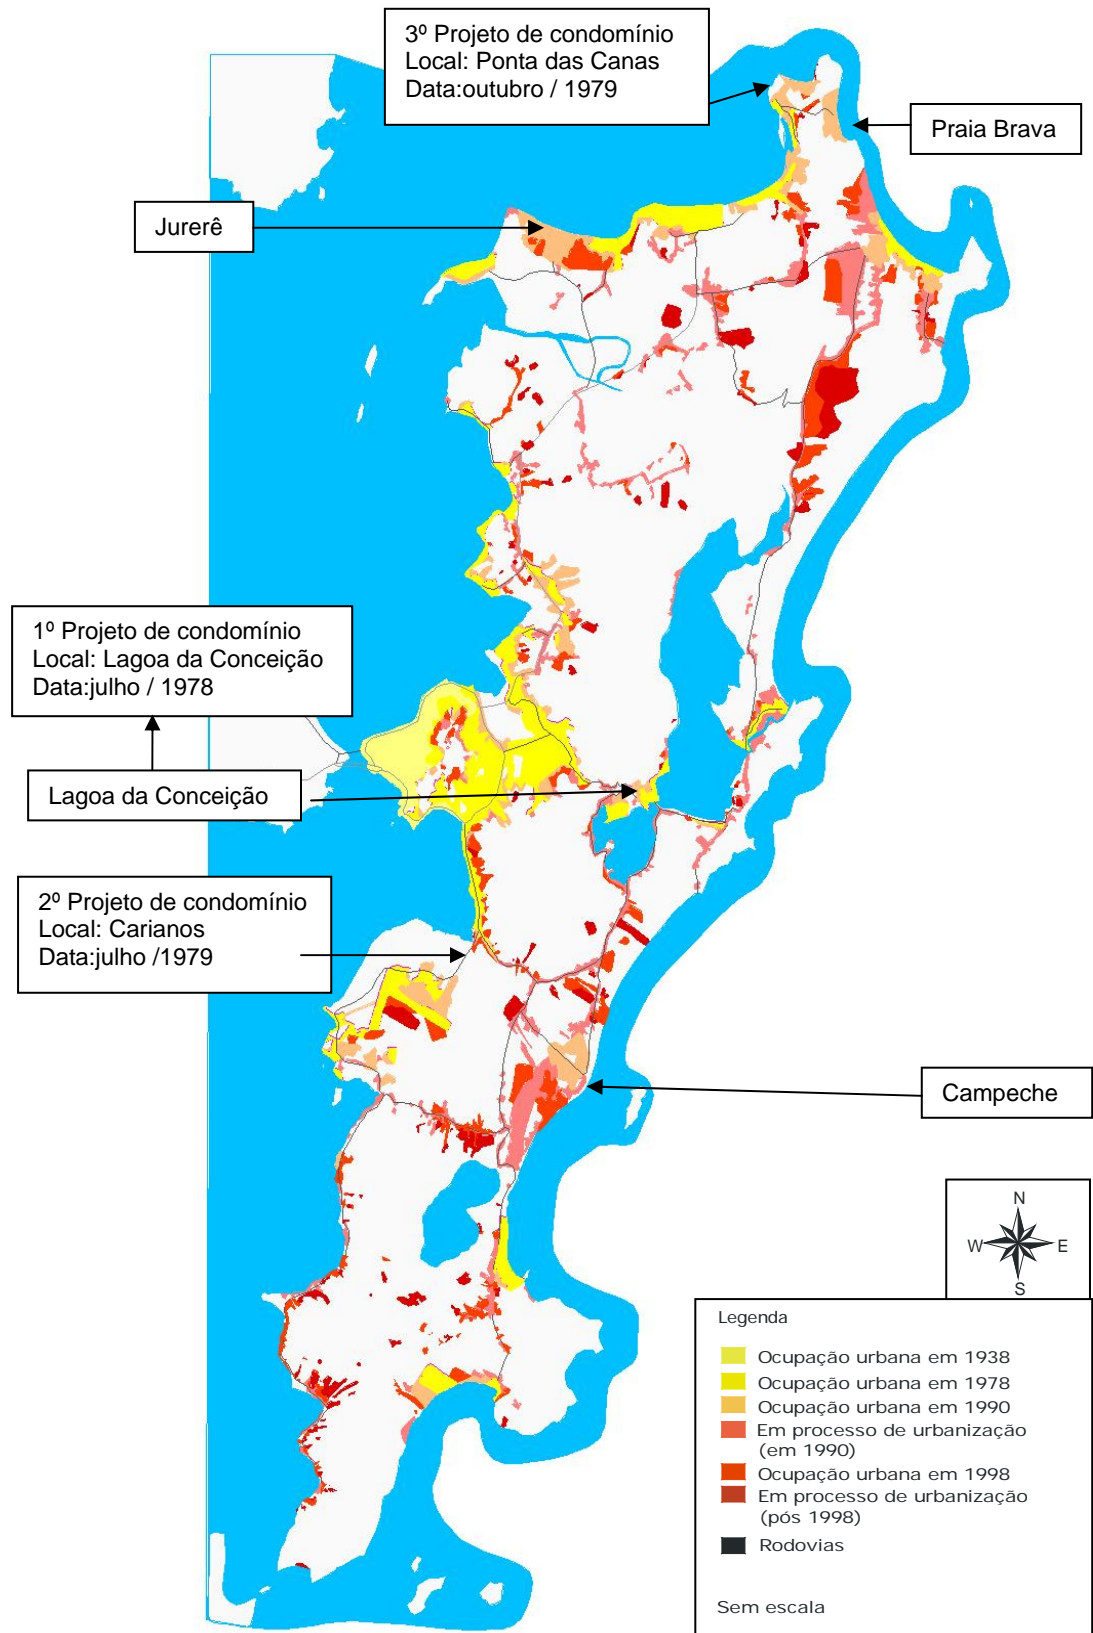 3º Projeto de condomínio
Local: Ponta das Canas
Data:outubro / 1979
Praia Brava
Jurerê
1º Projeto de condomínio
Local: Lagoa da Conceição
Data:julho / 1978
Lagoa da Conceição
2º Projeto de condomínio
Local: Carianos
Data:julho /1979
Campeche
N
W
E
S
Legenda
Ocupação urbana em 1938
Ocupação urbana em 1978
Ocupação urbana em 1990
Em processo de urbanização
(em 1990)
Ocupação urbana em 1998
Em processo de urbanização
(pós 1998)
Rodovias
Sem escala